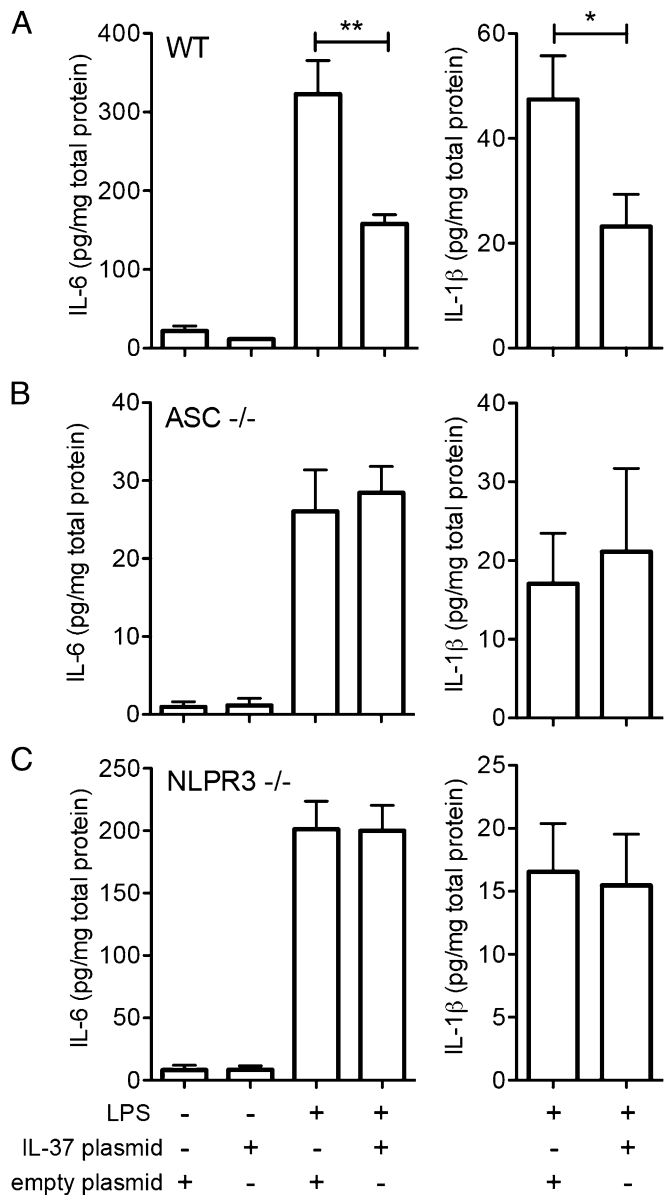 A
WT
**
*
IL-6 (pg/mg total protein)
400
300
200
100
0
IL-1β (pg/mg total protein)
60
40
20
0
B
ASC -/-
IL-6 (pg/mg total protein)
40
30
20
10
0
IL-1β (pg/mg total protein)
40
30
20
10
0
C
NLPR3 -/-
IL-6 (pg/mg total protein)
250
200
150
100
50
0
IL-1β (pg/mg total protein)
25
20
15
10
5
0
LPS - - + + + +
IL-37 plasmid - + - + - +
empty plasmid + - + - + -